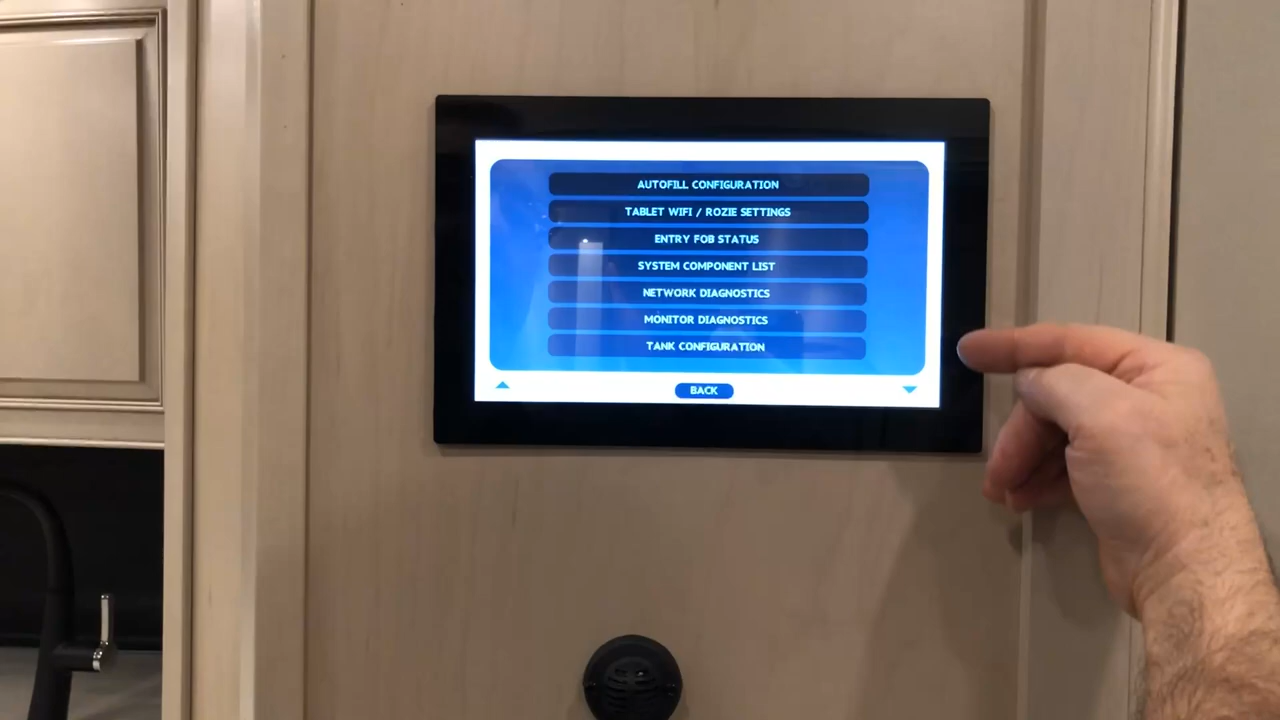 AUTOFILL CONFIGURATION
TABLET WIFI / ROZIE SETTINGS
ENTRY FOB STATUS
SYSTEM COMPONENT LIST
NETWORK DIAGNOSTICS
MONITOR DIAGNOSTICS
TANK CONFIGURATION
BACK